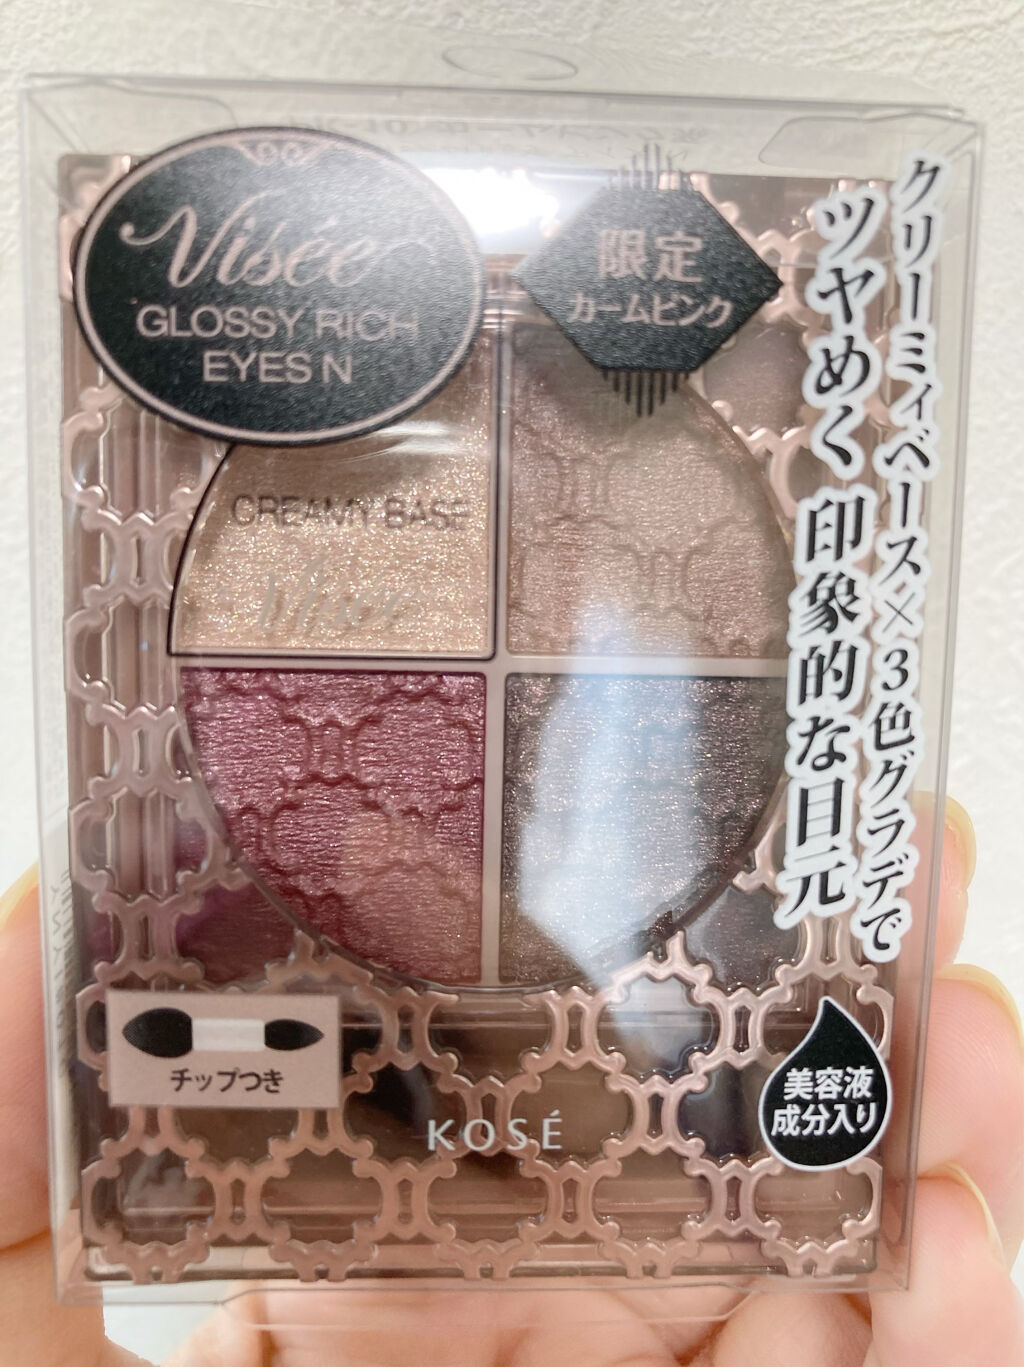 Visée
GLOSSY RICH
EYES N
限定
カームピンク
クリーミィベース×3色グラデで
ツヤめく印象的な目元
CREAMY BASE
Visée
チップつき
美容液
成分入り
KOSÉ